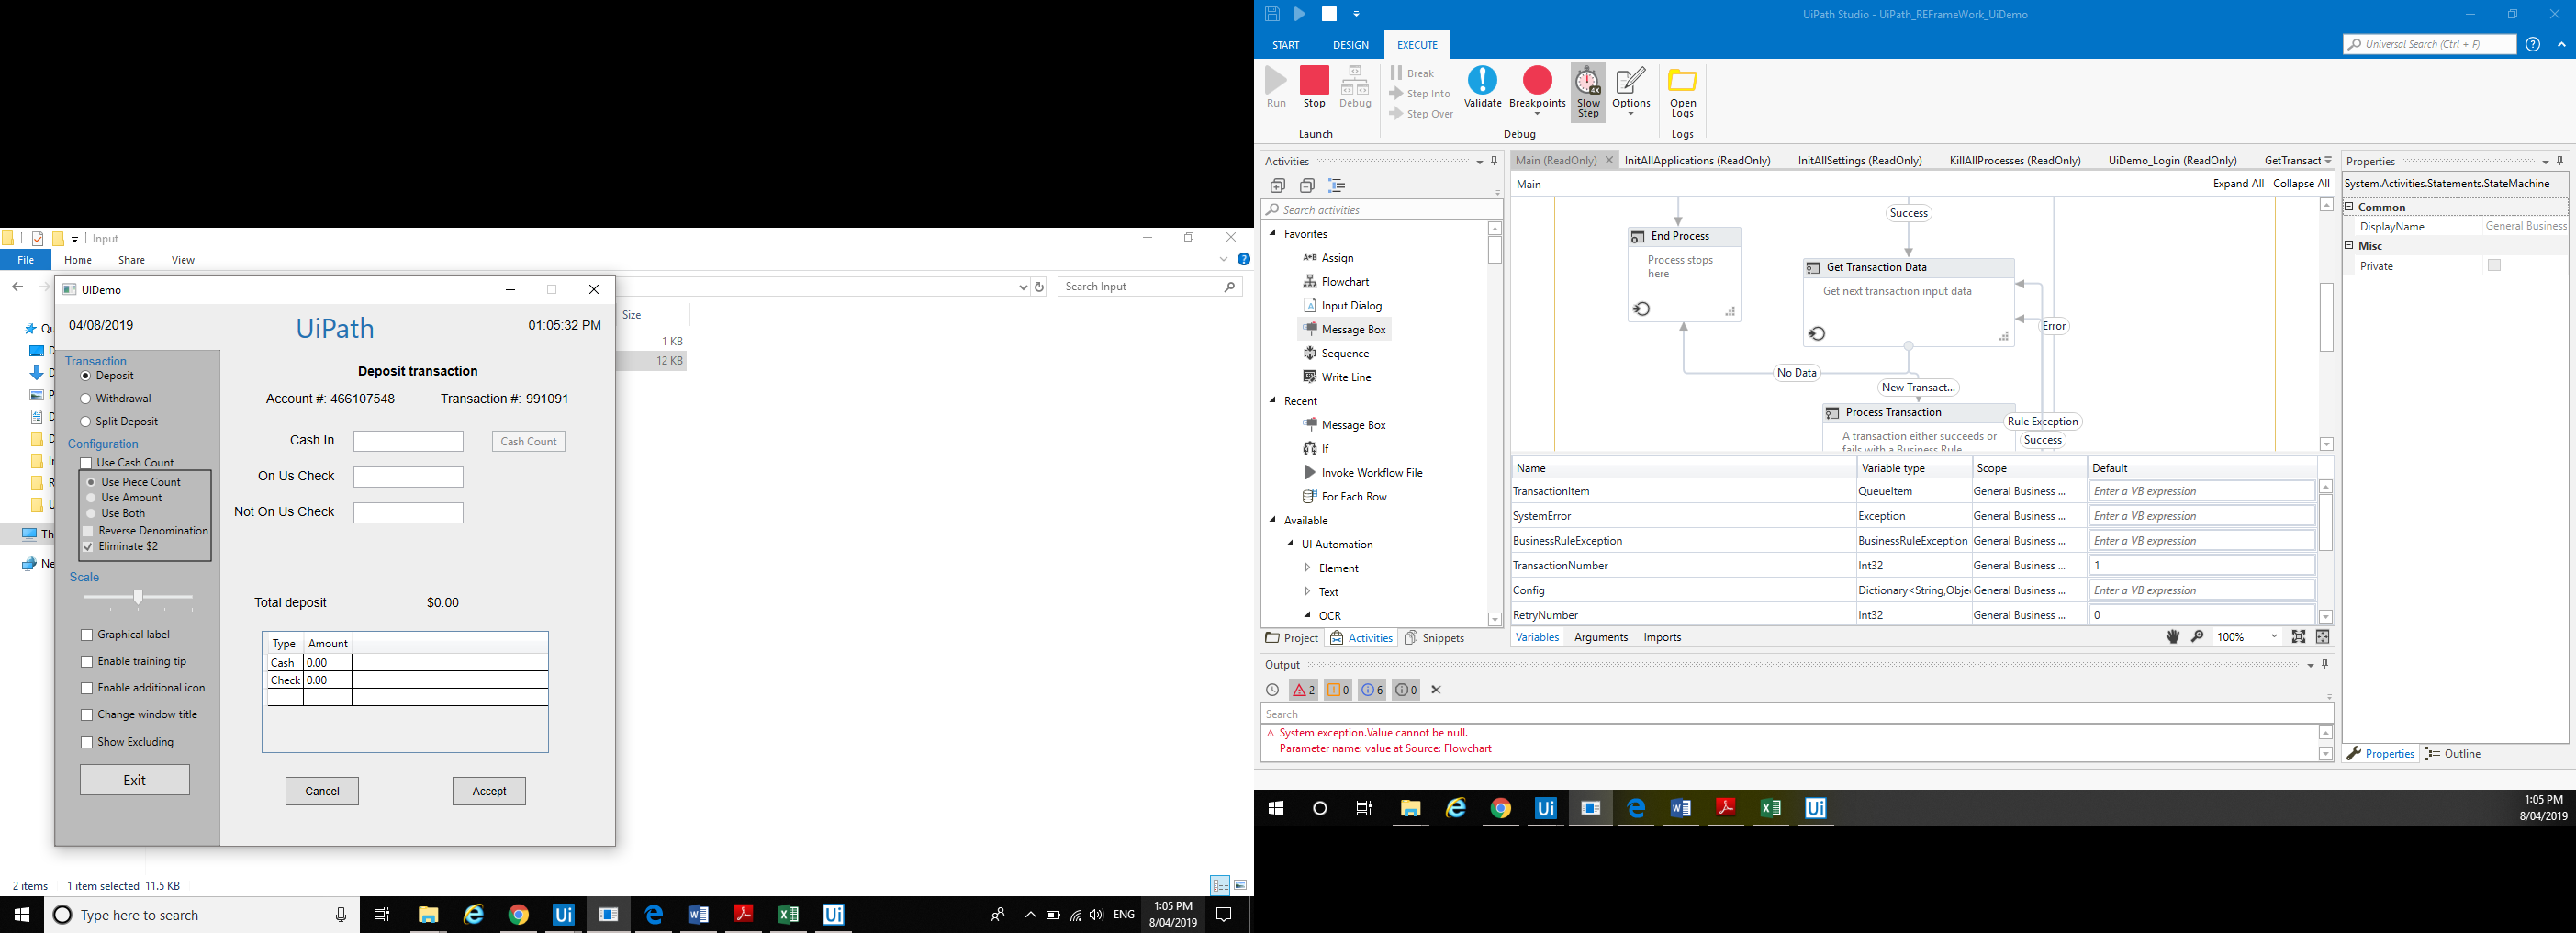 Input
File Home Share View
Search Input
UIDemo
04/08/2019
UiPath
01:05:32 PM
Size
1 KB
12 KB
Transaction
Deposit
Withdrawal
Split Deposit
Configuration
Use Cash Count
Use Piece Count
Use Amount
Use Both
Reverse Denomination
Eliminate $2
Scale
Graphical label
Enable training tip
Enable additional icon
Change window title
Show Excluding
Exit
Deposit transaction
Account #: 466107548 Transaction #: 991091
Cash In
Cash Count
On Us Check
Not On Us Check
Total deposit $0.00
Type Amount
Cash 0.00
Check 0.00
Cancel Accept
2 items 1 item selected 11.5 KB
Type here to search
ENG
1:05 PM
8/04/2019
UiPath Studio - UiPath_REFrameWork_UiDemo
START DESIGN EXECUTE
Universal Search (Ctrl + F)
Run Stop Debug
Launch
Break
Step Into
Step Over
Validate Breakpoints Slow Step Options
Debug
Open Logs
Logs
Activities
Search activities
Favorites
Assign
Flowchart
Input Dialog
Message Box
Sequence
Write Line
Recent
Message Box
If
Invoke Workflow File
For Each Row
Available
UI Automation
Element
Text
OCR
Project Activities Snippets
Main (ReadOnly) InitAllApplications (ReadOnly) InitAllSettings (ReadOnly) KillAllProcesses (ReadOnly) UiDemo_Login (ReadOnly) GetTransact
Main
Expand All Collapse All
Success
End Process
Process stops
here
Get Transaction Data
Get next transaction input data
Error
No Data
New Transact...
Process Transaction
A transaction either succeeds or
fails with a Business Rule
Rule Exception
Success
Name Variable type Scope Default
TransactionItem QueueItem General Business ... Enter a VB expression
SystemError Exception General Business ... Enter a VB expression
BusinessRuleException BusinessRuleException General Business ... Enter a VB expression
TransactionNumber Int32 General Business ... 1
Config Dictionary<String,Obje General Business ... Enter a VB expression
RetryNumber Int32 General Business ... 0
Variables Arguments Imports
100%
Output
2 0 6 0
Search
System exception.Value cannot be null.
Parameter name: value at Source: Flowchart
Properties
System.Activities.Statements.StateMachine
Common
DisplayName General Business
Misc
Private
Properties Outline
1:05 PM
8/04/2019